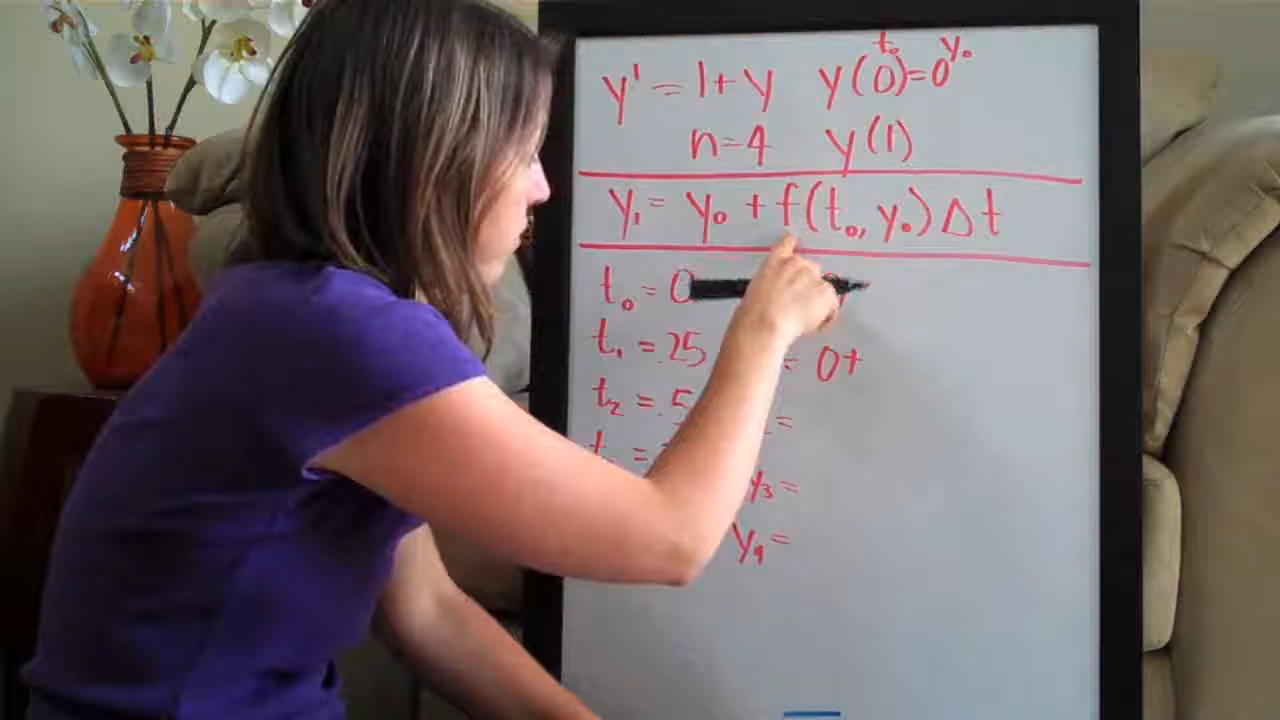 y' = 1 + y y(0) = 0 t₀ y₀
n = 4 y(1)
y₁ = y₀ + f(t₀, y₀) Δt
t₀ = 0
t₁ = .25 = 0 +
t₂ = .5 =
y₃ =
y₄ =